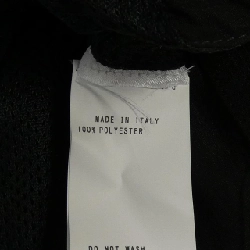 MADE IN ITALY
100% POLYESTER
DO NOT WASH